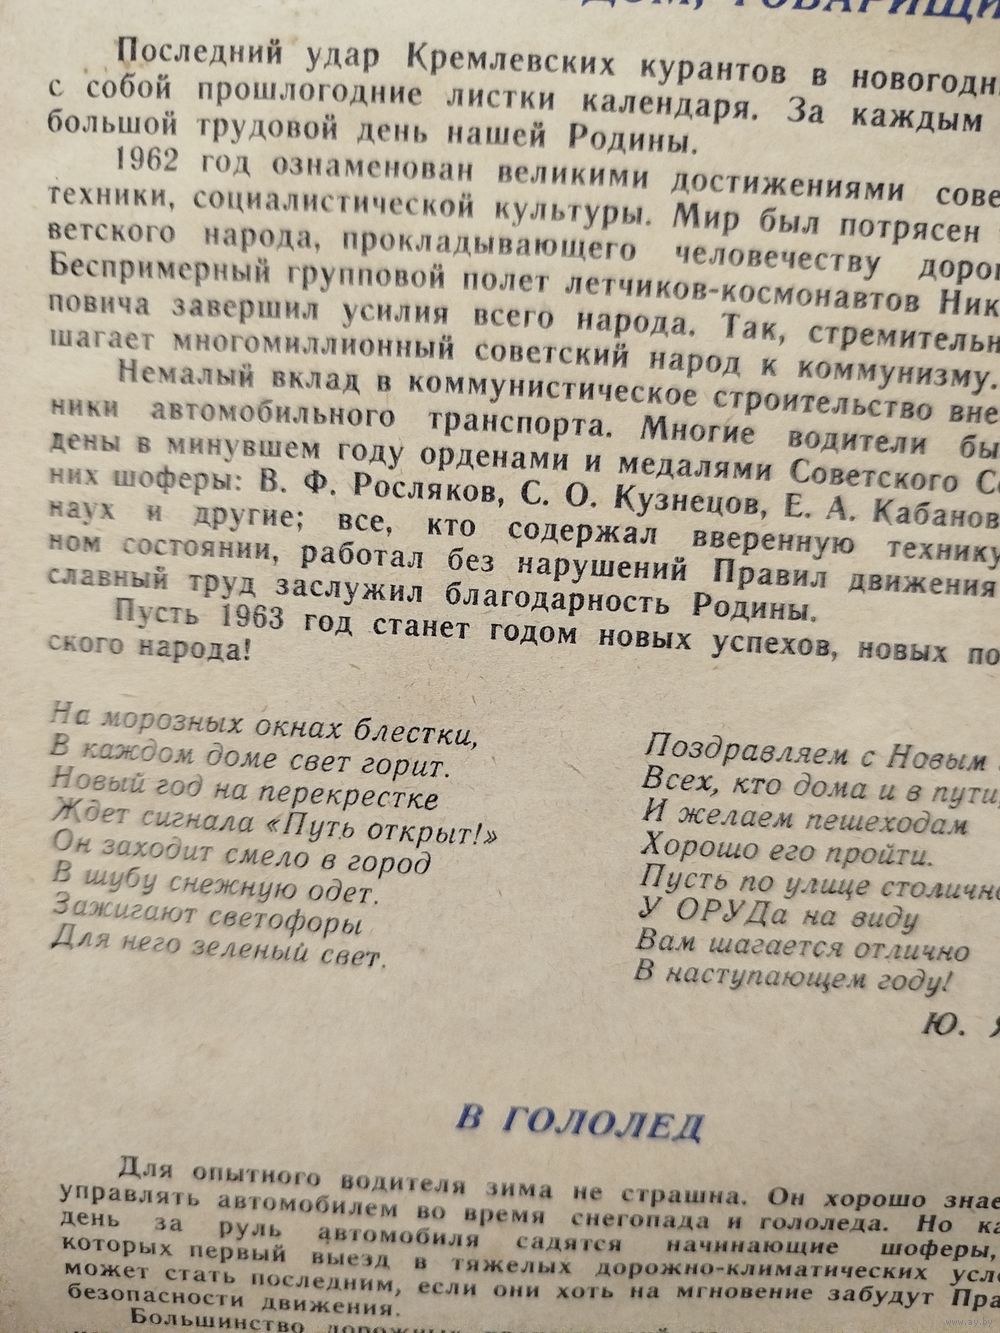 ТОВАРИЩИ
Последний удар Кремлевских курантов в
с собой прошлогодние листки календаря. За каждым
большой трудовой день нашей Родины.
1962 год ознаменован великими достижениями
техники, социалистической культуры. Мир был потрясен
ветского народа, прокладывающего человечеству
Беспримерный групповой полет летчиков-космонавтов
повича завершил усилия всего народа. Так,
шагает многомиллионный советский народ к коммунизму.
Немалый вклад в коммунистическое строительство
ники автомобильного транспорта. Многие водители
дены в минувшем году орденами и медалями Советского
них шоферы: В. Ф. Росляков, С. О. Кузнецов, Е. А. Кабанов
наух и другие; все, кто содержал вверенную технику
ном состоянии, работал без нарушений Правил движения
славный труд заслужил благодарность Родины.
Пусть 1963 год станет годом новых успехов, новых
ского народа!
На морозных окнах блестки,
В каждом доме свет горит.
Новый год на перекрестке
Ждет сигнала «Путь открыт!»
Он заходит смело в город
В шубу снежную одет.
Зажигают светофоры
Для него зеленый свет.
Поздравляем с Новым
Всех, кто дома и в пути,
И желаем пешеходам
Хорошо его пройти.
Пусть по улице
У ОРУДа на виду
Вам шагается отлично
В наступающем году!
Ю.
В ГОЛОЛЕД
Для опытного водителя зима не страшна. Он хорошо
управлять автомобилем во время снегопада и гололеда. Но
день за руль автомобиля садятся начинающие шоферы,
которых первый выезд в тяжелых дорожно-климатических
может стать последним, если они хоть на мгновение забудут
безопасности движения.
Большинство
www.ay.by